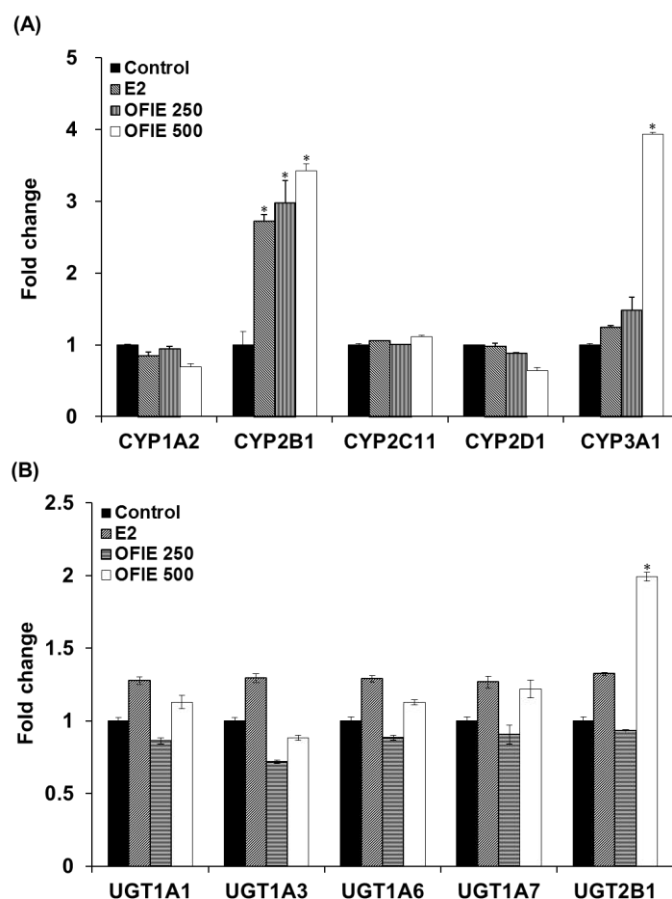 (A)
Control
E2
OFIE 250
OFIE 500
5
4
3
2
1
0
Fold change
*
*
*
*
CYP1A2 CYP2B1 CYP2C11 CYP2D1 CYP3A1
(B)
Control
E2
OFIE 250
OFIE 500
2.5
2
1.5
1
0.5
0
Fold change
*
UGT1A1 UGT1A3 UGT1A6 UGT1A7 UGT2B1